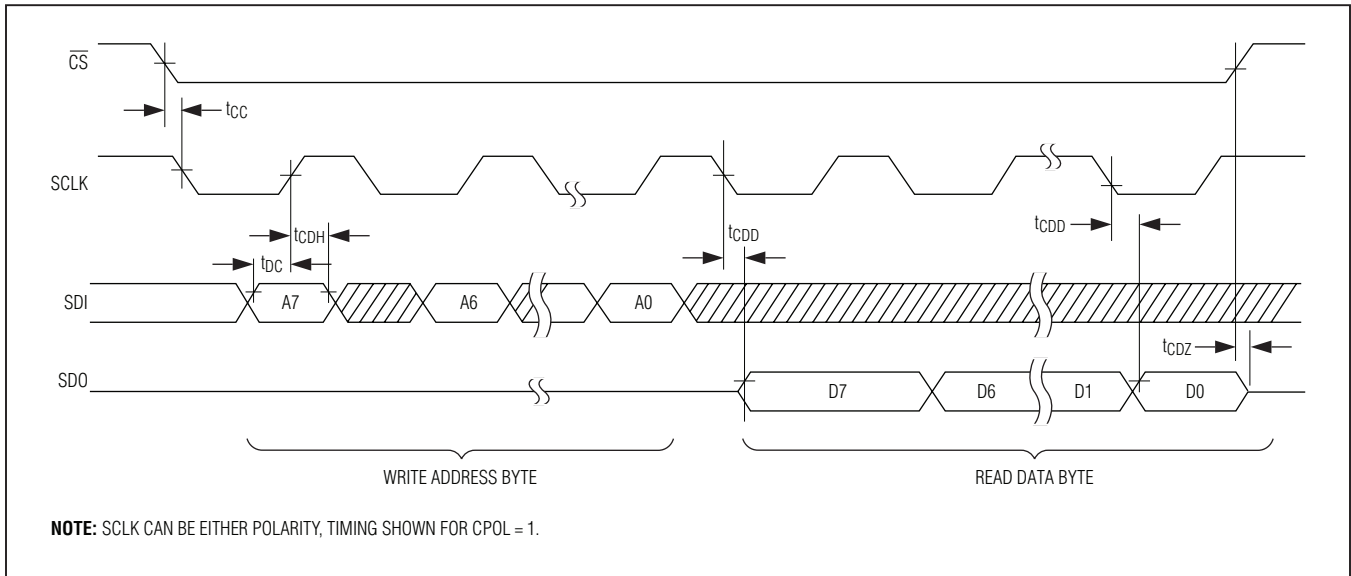 CS
tCC
SCLK
tCDH
tDC
tCDD
tCDD
SDI
A7
A6
A0
tCDZ
SDO
D7
D6
D1
D0
WRITE ADDRESS BYTE
READ DATA BYTE
NOTE: SCLK CAN BE EITHER POLARITY, TIMING SHOWN FOR CPOL = 1.